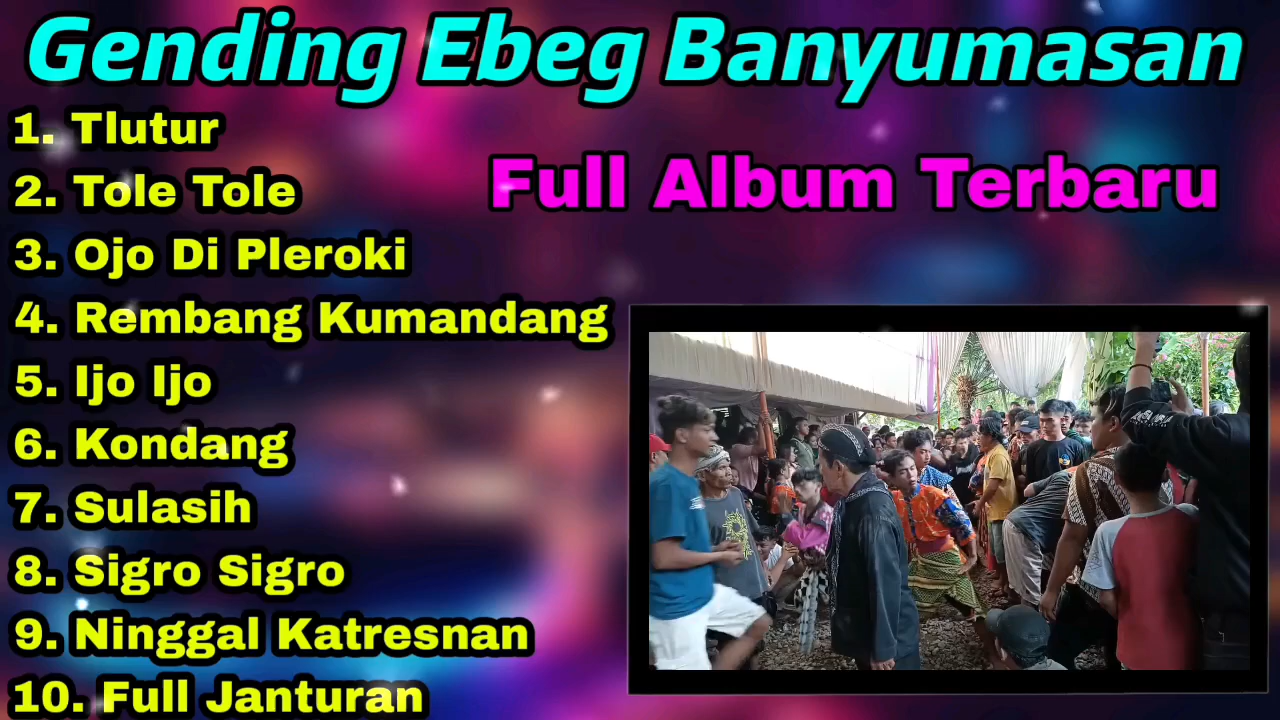 Gending Ebeg Banyumasan
Full Album Terbaru
1. Tlutur
2. Tole Tole
3. Ojo Di Pleroki
4. Rembang Kumandang
5. Ijo Ijo
6. Kondang
7. Sulasih
8. Sigro Sigro
9. Ninggal Katresnan
10. Full Janturan